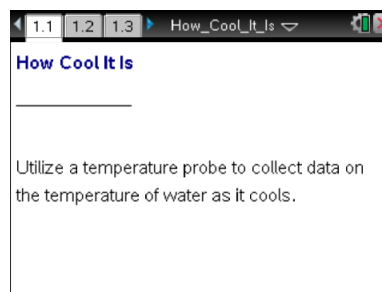 1.1 1.2 1.3 How_Cool_It_Is
How Cool It Is
Utilize a temperature probe to collect data on
the temperature of water as it cools.